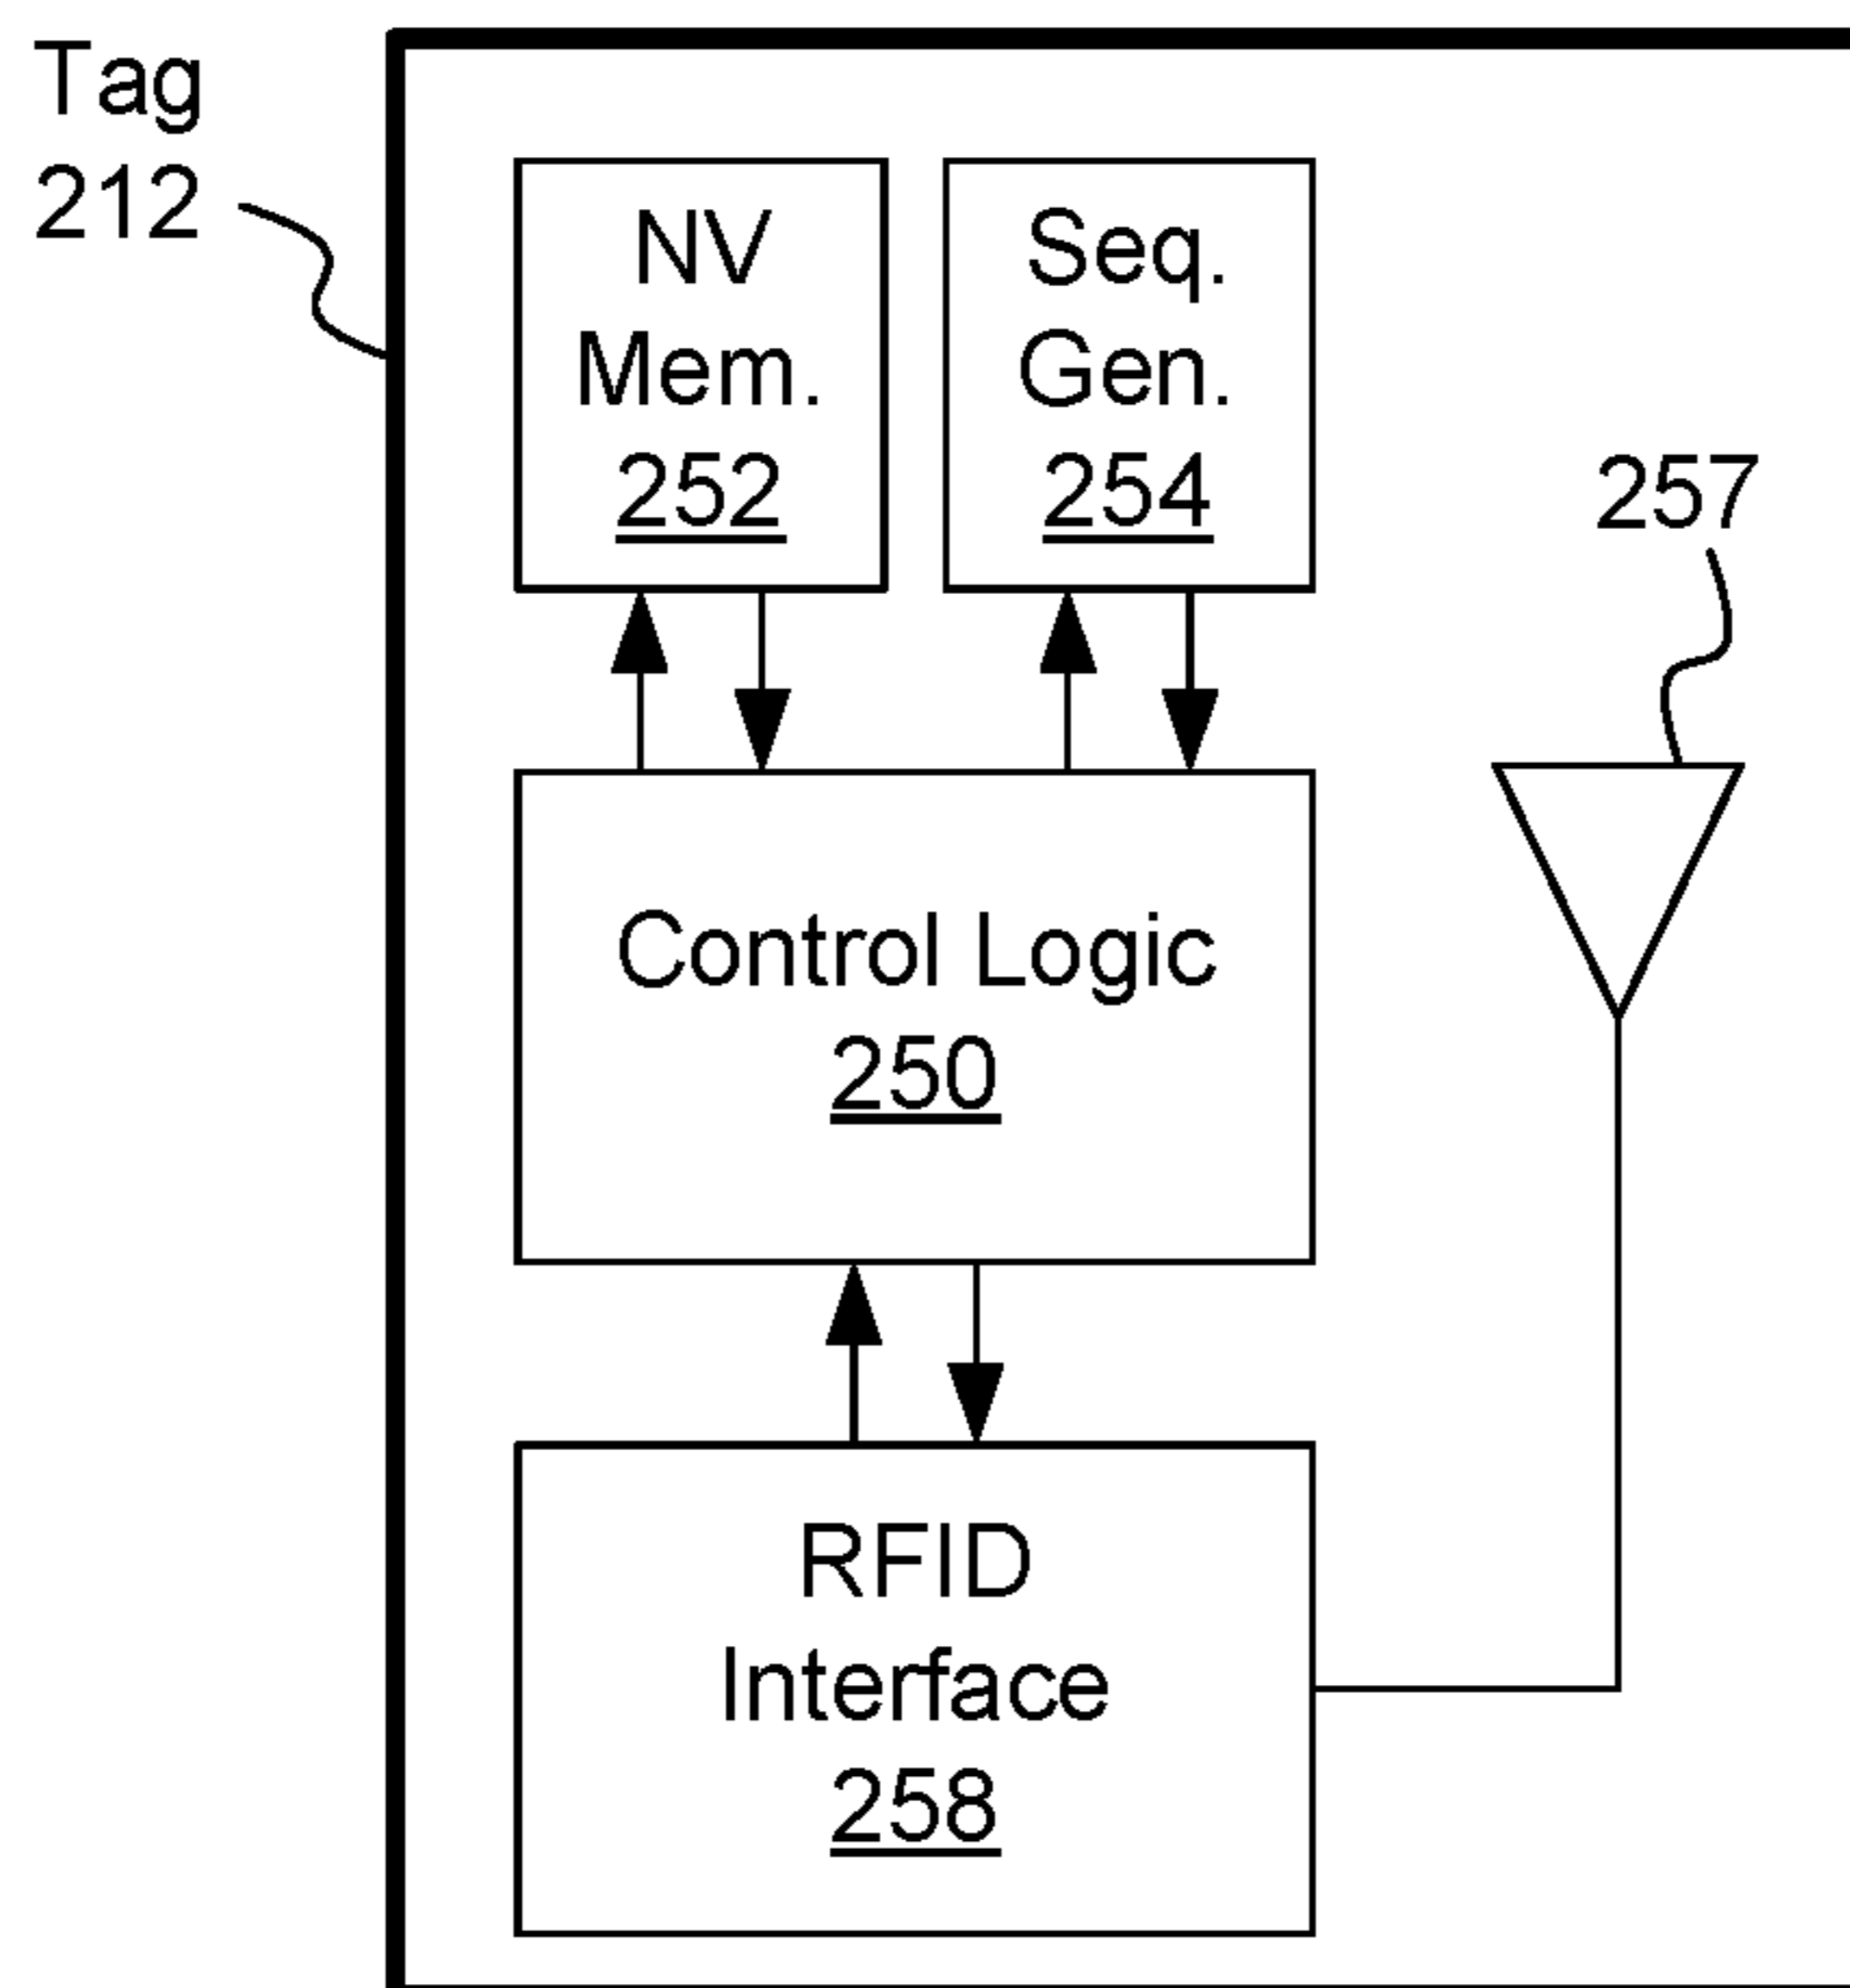 Tag
212
NV
Mem.
252
Seq.
Gen.
254
257
Control Logic
250
RFID
Interface
258